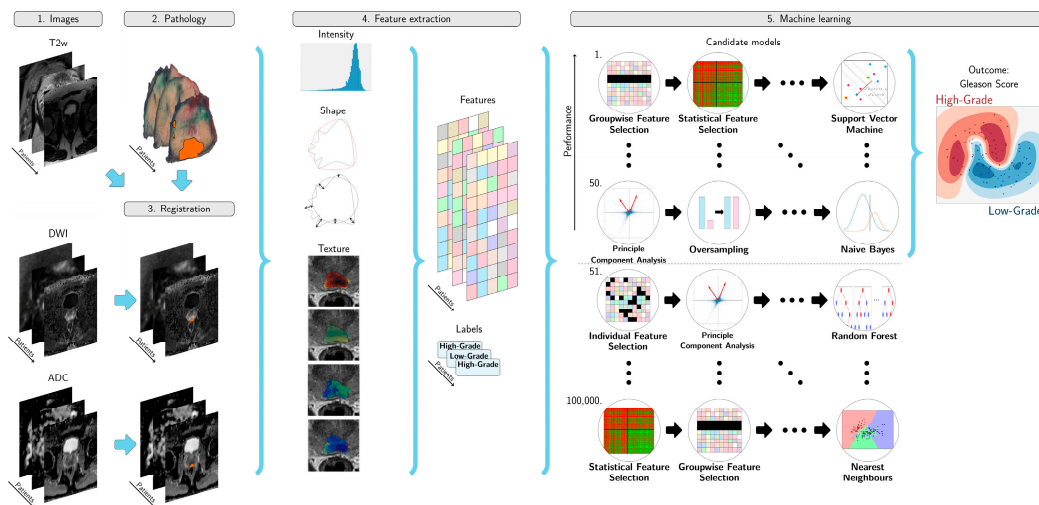 1. Images
2. Pathology
T2w
Patients
Patients
3. Registration
DWI
Patients
Patients
ADC
Patients
Patients
4. Feature extraction
Intensity
Shape
Texture
Features
Patients
Labels
High-Grade
Low-Grade
High-Grade
Patients
5. Machine learning
Candidate models
Performance
1.
Groupwise Feature
Selection
Statistical Feature
Selection
Support Vector
Machine
50.
Principle
Component Analysis
Oversampling
Naive Bayes
51.
Individual Feature
Selection
Principle
Component Analysis
Random Forest
100,000.
Statistical Feature
Selection
Groupwise Feature
Selection
Nearest
Neighbours
Outcome:
Gleason Score
High-Grade
Low-Grade